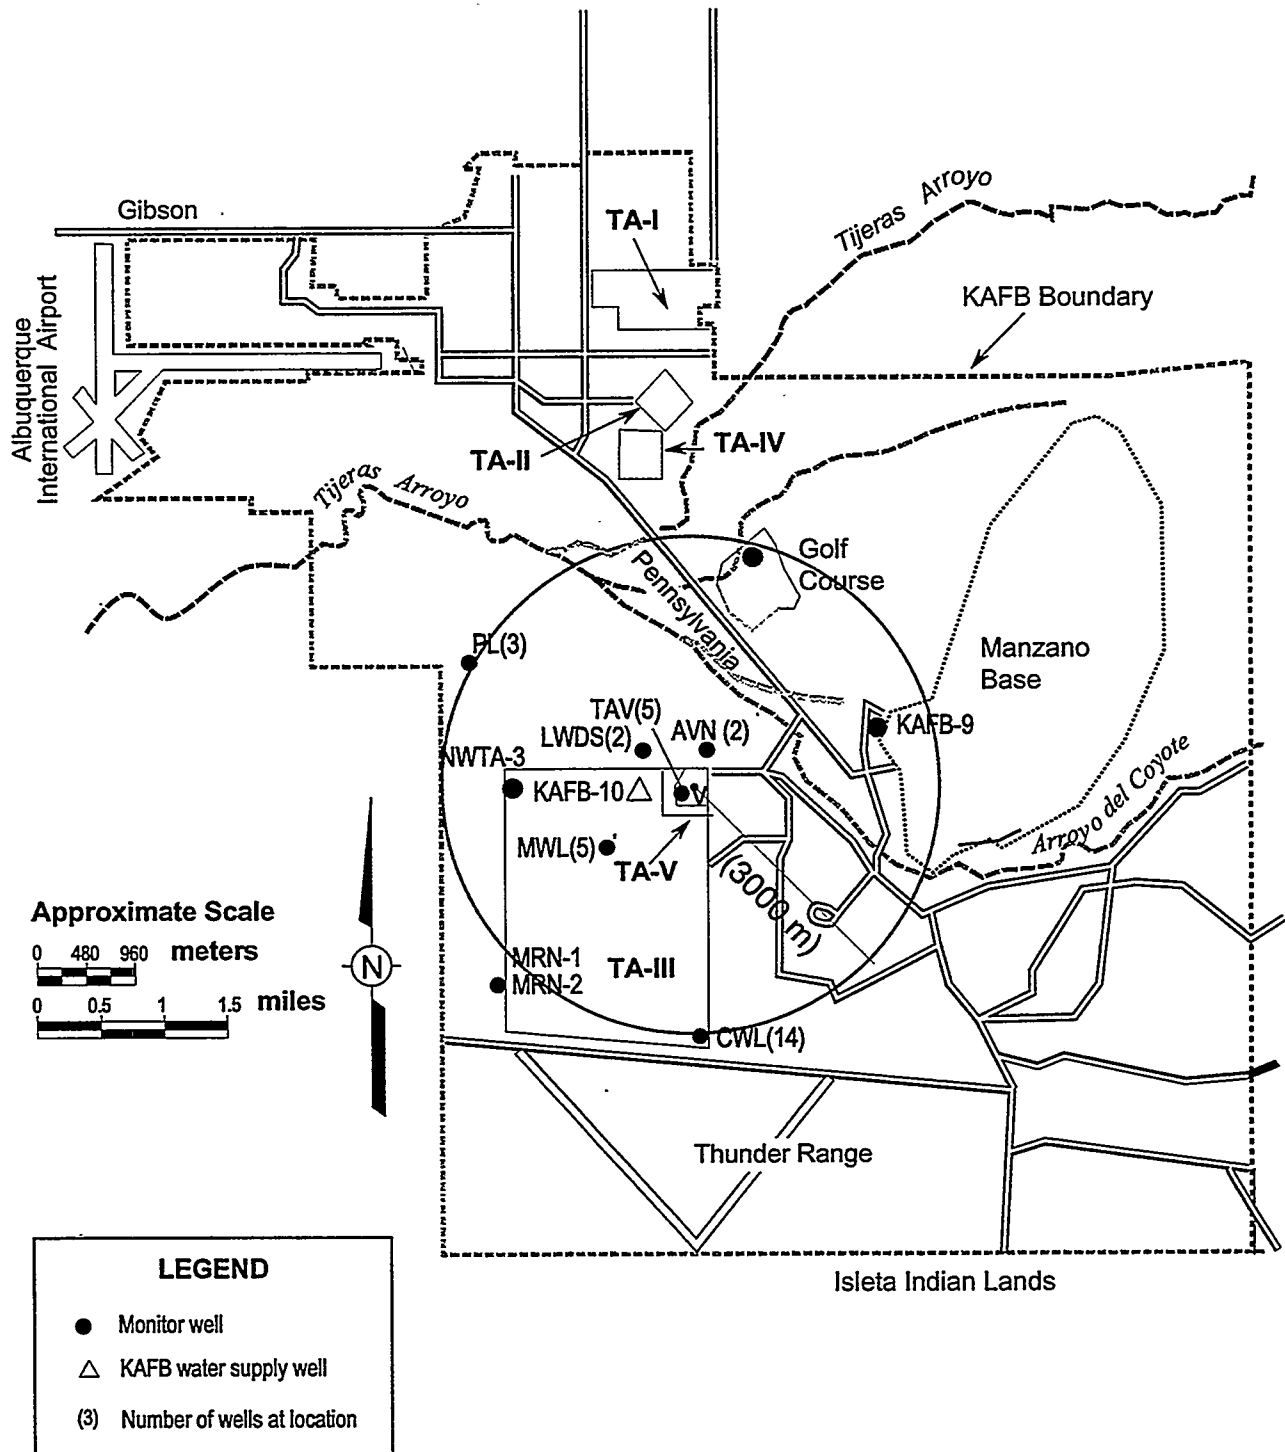 Gibson
TA-I
Tijeras Arroyo
KAFB Boundary
Albuquerque
International Airport
TA-II
TA-IV
Tijeras Arroyo
Golf
Course
Pennsylvania
PL(3)
Manzano
Base
TAV(5)
LWDS(2)
AVN (2)
KAFB-9
NWTA-3
KAFB-10
V
MWL(5)
TA-V
Arroyo del Coyote
(3000 m)
Approximate Scale
0 480 960 meters
0 0.5 1 1.5 miles
N
MRN-1
MRN-2
TA-III
CWL(14)
Thunder Range
Isleta Indian Lands
LEGEND
Monitor well
KAFB water supply well
(3) Number of wells at location